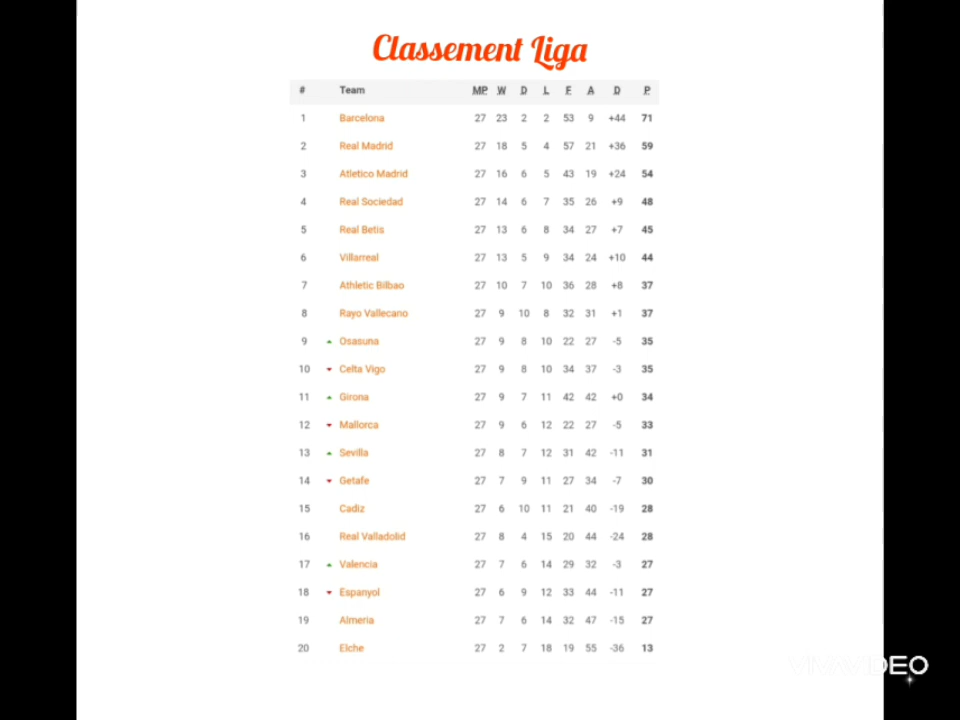 Classement Liga
# Team MP W D L F A D P
1 Barcelona 27 23 2 2 53 9 +44 71
2 Real Madrid 27 18 5 4 57 21 +36 59
3 Atletico Madrid 27 16 6 5 43 19 +24 54
4 Real Sociedad 27 14 6 7 35 26 +9 48
5 Real Betis 27 13 6 8 34 27 +7 45
6 Villarreal 27 13 5 9 34 24 +10 44
7 Athletic Bilbao 27 10 7 10 36 28 +8 37
8 Rayo Vallecano 27 9 10 8 32 31 +1 37
9 Osasuna 27 9 8 10 22 27 -5 35
10 Celta Vigo 27 9 8 10 34 37 -3 35
11 Girona 27 9 7 11 42 42 +0 34
12 Mallorca 27 9 6 12 22 27 -5 33
13 Sevilla 27 8 7 12 31 42 -11 31
14 Getafe 27 7 9 11 27 34 -7 30
15 Cadiz 27 6 10 11 21 40 -19 28
16 Real Valladolid 27 8 4 15 20 44 -24 28
17 Valencia 27 7 6 14 29 32 -3 27
18 Espanyol 27 6 9 12 33 44 -11 27
19 Almeria 27 7 6 14 32 47 -15 27
20 Elche 27 2 7 18 19 55 -36 13
VIVAVIDEO